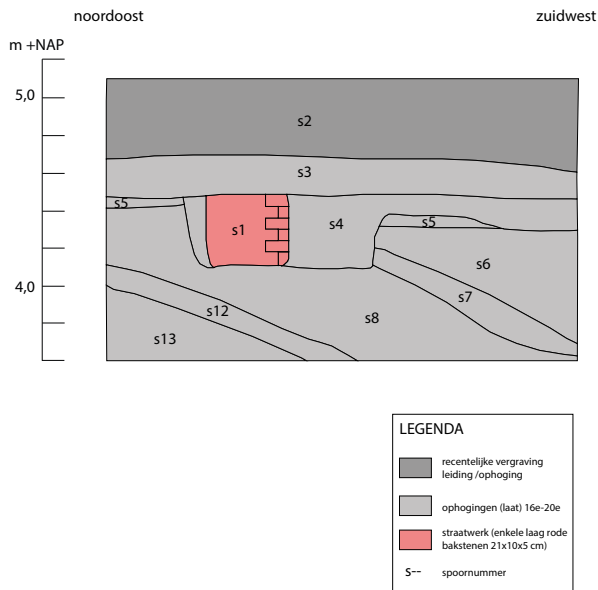 noordoost
zuidwest
m +NAP
5,0
s2
s3
s5
s1
s4
s5
s6
4,0
s7
s12
s8
s13
LEGENDA
recentelijke vergraving
leiding /ophoging
ophogingen (laat) 16e-20e
straatwerk (enkele laag rode
bakstenen 21x10x5 cm)
s-- spoornummer